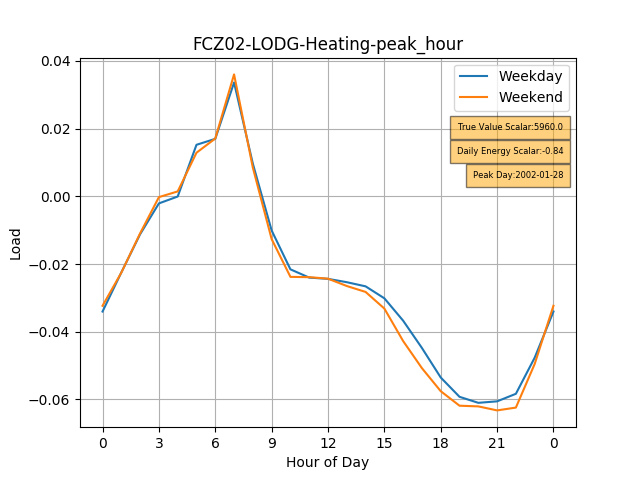 FCZ02-LODG-Heating-peak_hour
Weekday
Weekend
True Value Scalar:5960.0
Daily Energy Scalar:-0.84
Peak Day:2002-01-28
0.04
0.02
0.00
−0.02
−0.04
−0.06
Load
0 3 6 9 12 15 18 21 0
Hour of Day